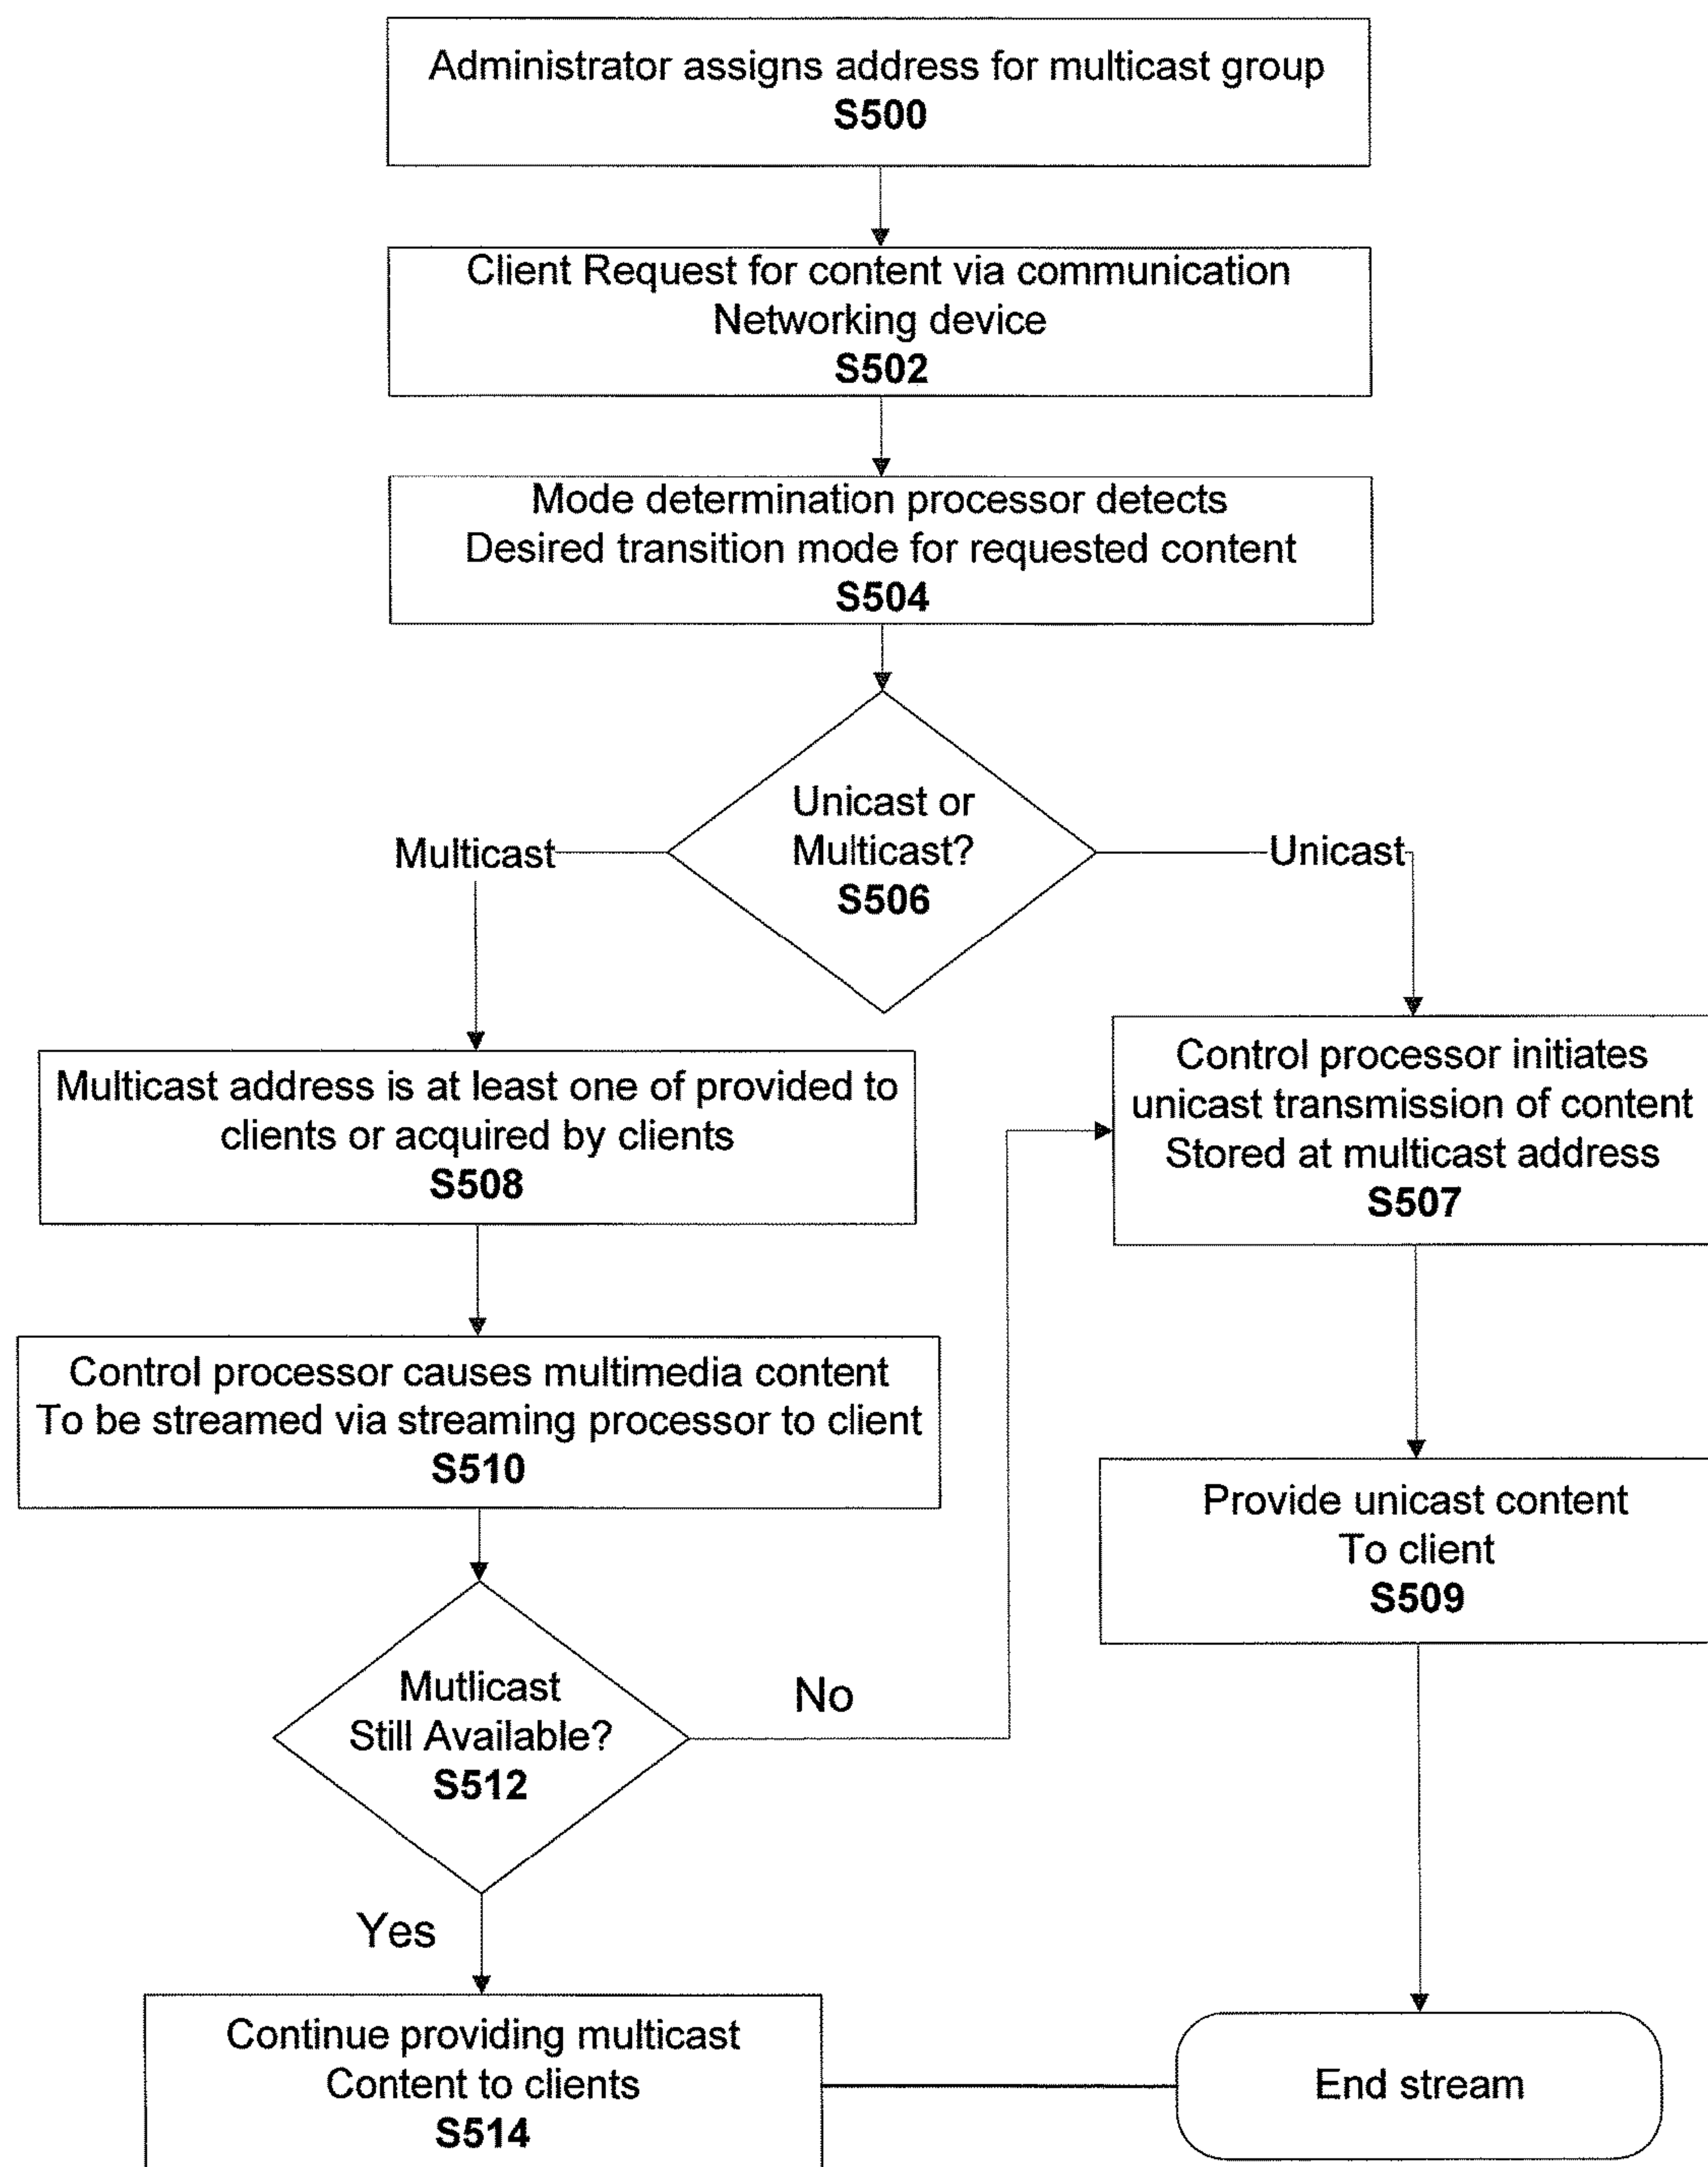 Administrator assigns address for multicast group
S500
Client Request for content via communication
Networking device
S502
Mode determination processor detects
Desired transition mode for requested content
S504
Unicast or
Multicast?
S506
Multicast
Unicast
Multicast address is at least one of provided to
clients or acquired by clients
S508
Control processor initiates
unicast transmission of content
Stored at multicast address
S507
Control processor causes multimedia content
To be streamed via streaming processor to client
S510
Provide unicast content
To client
S509
Mutlicast
Still Available?
S512
No
Yes
Continue providing multicast
Content to clients
S514
End stream